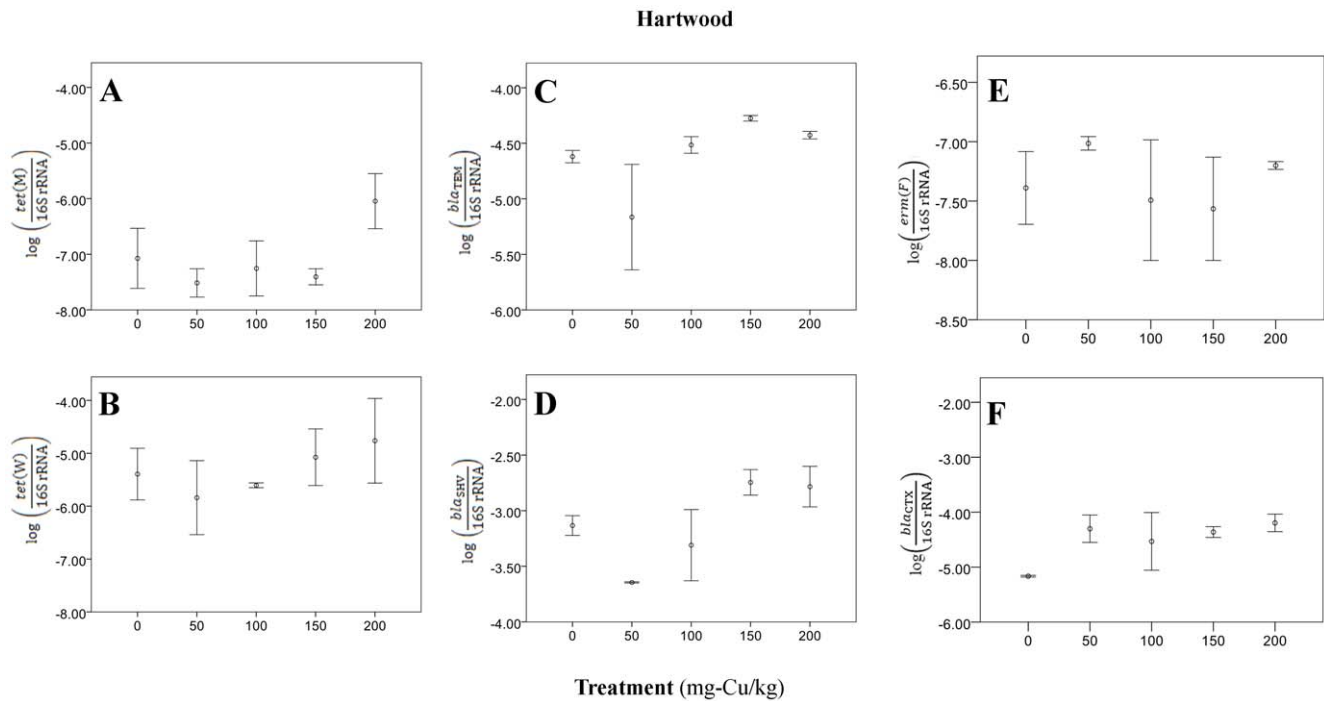 Hartwood
A
-4.00
-5.00
-6.00
-7.00
-8.00
log (tet(M)/16S rRNA)
0 50 100 150 200
C
-4.00
-4.50
-5.00
-5.50
-6.00
log (blaTEM/16S rRNA)
0 50 100 150 200
E
-6.50
-7.00
-7.50
-8.00
-8.50
log(erm(F)/16S rRNA)
0 50 100 150 200
B
-4.00
-5.00
-6.00
-7.00
-8.00
log (tet(W)/16S rRNA)
0 50 100 150 200
D
-2.00
-2.50
-3.00
-3.50
-4.00
log (blaSHV/16S rRNA)
0 50 100 150 200
F
-2.00
-3.00
-4.00
-5.00
-6.00
log(blaCTX/16S rRNA)
0 50 100 150 200
Treatment (mg-Cu/kg)